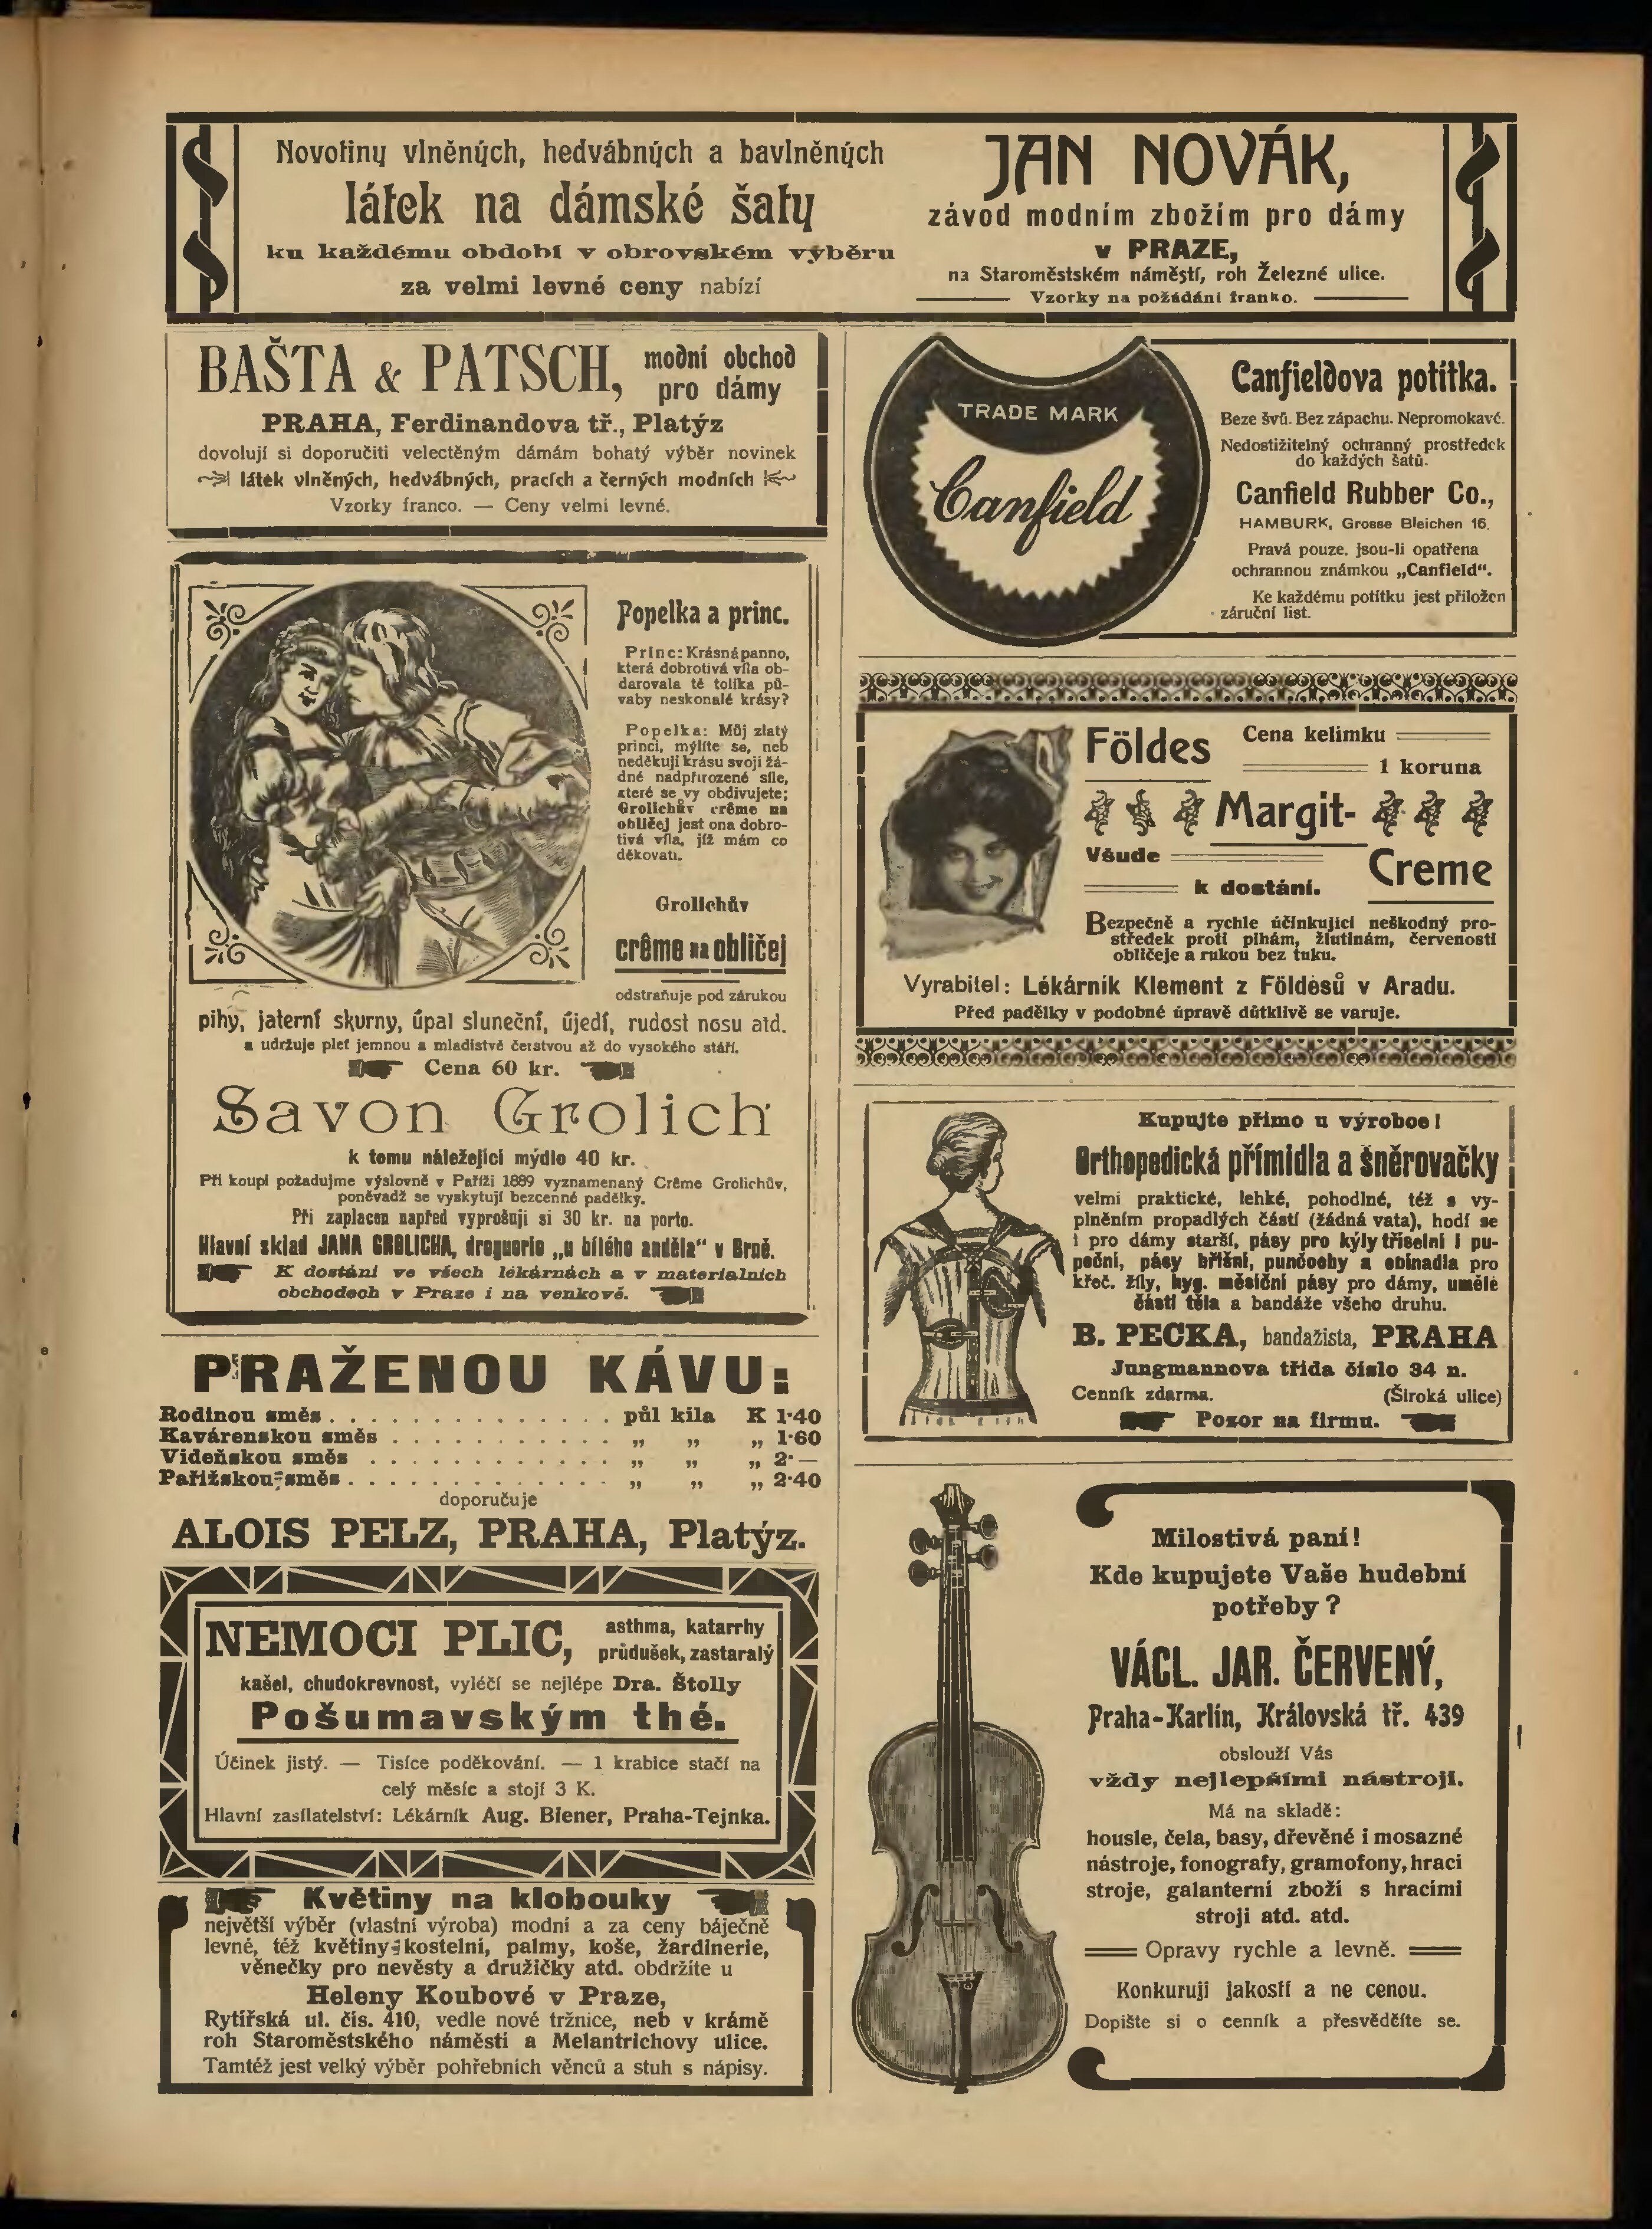 Novotiny vlněných, hedvábných a bavlněných
látek na dámské šaty
ku každému období v obrovském výběru
za velmi levné ceny nabízí
JAN NOVÁK,
závod modním zbožím pro dámy
v PRAZE,
na Staroměstském náměstí, roh Železné ulice.
Vzorky na požádání franko.
BAŠTA & PATSCH, modní obchod
pro dámy
PRAHA, Ferdinandova tř., Platýz
dovolují si doporučiti velectěným dámám bohatý výběr novinek
látek vlněných, hedvábných, pracích a černých modních
Vzorky franco. — Ceny velmi levné.
TRADE MARK
Canfield
Canfieldova potítka.
Beze švů. Bez zápachu. Nepromokavé.
Nedostižitelný ochranný prostředek
do každých šatů.
Canfield Rubber Co.,
HAMBURK, Grosse Bleichen 16.
Pravá pouze, jsou-li opatřena
ochrannou známkou „Canfield“.
Ke každému potítku jest přiložen
záruční list.
Popelka a princ.
Princ: Krásná panno,
která dobrotivá víla ob-
darovala tě tolika pů-
vaby neskonalé krásy?
Popelka: Můj zlatý
princi, mýlíte se, neb
neděkuji krásu svoji žá-
dné nadpřirozené síle,
které se vy obdivujete;
Grolichův crême na
obličej jest ona dobro-
tivá víla, jíž mám co
děkovati.
Grolichův
crême na obličej
odstraňuje pod zárukou
pihy, jaterní skvrny, úpal sluneční, újedí, rudost nosu atd.
a udržuje pleť jemnou a mladistvě čerstvou až do vysokého stáří.
Cena 60 kr.
Savon Grolich
k tomu náležející mýdlo 40 kr.
Při koupi požadujme výslovně v Paříži 1889 vyznamenaný Crême Grolichův,
poněvadž se vyskytují bezcenné padělky.
Při zaplacen napřed vyprošuji si 30 kr. na porto.
Hlavní sklad JANA GROLICHA, droguerie „u bílého anděla“ v Brně.
K dostání ve všech lékárnách a v materialních
obchodech v Praze i na venkově.
Földes
Cena kelímku
1 koruna
Margit-
Všude
k dostání.
Creme
Bezpečně a rychle účinkující neškodný pro-
středek proti pihám, žlutinám, červenosti
obličeje a rukou bez tuku.
Vyrabitel: Lékárník Klement z Földesů v Aradu.
Před padělky v podobné úpravě důtklivě se varuje.
Kupujte přímo u výrobce!
Orthopedická přímidla a šněrovačky
velmi praktické, lehké, pohodlné, též s vy-
plněním propadlých částí (žádná vata), hodí se
i pro dámy starší, pásy pro kýly tříselní i pu-
peční, pásy břišní, punčochy a obinadla pro
křeč. žíly, hyg. měsíční pásy pro dámy, umělé
části těla a bandáže všeho druhu.
B. PECKA, bandažista, PRAHA
Jungmannova třída číslo 34 n.
Cenník zdarma. (Široká ulice)
Pozor na firmu.
PRAŽENOU KÁVU:
Rodinou směs . . . . . . . . . . . . . . půl kila K 1·40
Kavárenskou směs . . . . . . . . . . . „ „ „ 1·60
Vídeňskou směs . . . . . . . . . . . . „ „ „ 2·—
Pařížskou směs . . . . . . . . . . . . . „ „ „ 2·40
doporučuje
ALOIS PELZ, PRAHA, Platýz.
NEMOCI PLIC, asthma, katarrhy
průdušek, zastaralý
kašel, chudokrevnost, vyléčí se nejlépe Dra. Štolly
Pošumavským thé.
Účinek jistý. — Tisíce poděkování. — 1 krabice stačí na
celý měsíc a stojí 3 K.
Hlavní zasílatelství: Lékárník Aug. Biener, Praha-Tejnka.
Květiny na klobouky
největší výběr (vlastní výroba) modní a za ceny báječně
levné, též květiny kostelní, palmy, koše, žardinerie,
věnečky pro nevěsty a družičky atd. obdržíte u
Heleny Koubové v Praze,
Rytířská ul. čís. 410, vedle nové tržnice, neb v krámě
roh Staroměstského náměstí a Melantrichovy ulice.
Tamtéž jest velký výběr pohřebních věnců a stuh s nápisy.
Milostivá paní!
Kde kupujete Vaše hudební
potřeby?
VÁCL. JAR. ČERVENÝ,
Praha-Karlín, Královská tř. 439
obslouží Vás
vždy nejlepšími nástroji.
Má na skladě:
housle, čela, basy, dřevěné i mosazné
nástroje, fonografy, gramofony, hrací
stroje, galanterní zboží s hracími
stroji atd. atd.
Opravy rychle a levně.
Konkuruji jakostí a ne cenou.
Dopište si o cenník a přesvědčíte se.